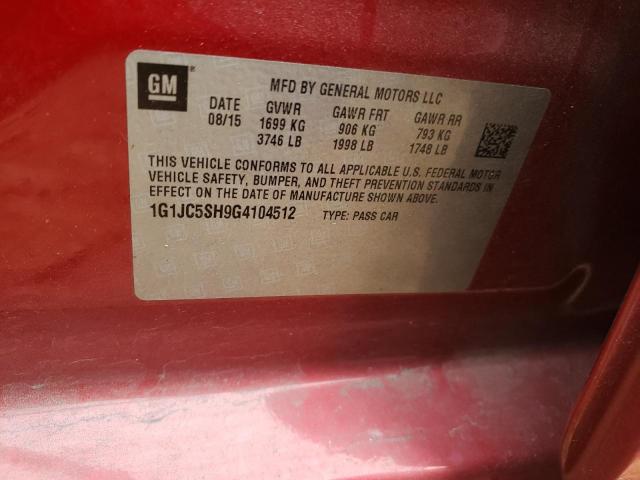 GM®
MFD BY GENERAL MOTORS LLC
DATE GVWR GAWR FRT GAWR RR
08/15 1699 KG 906 KG 793 KG
3746 LB 1998 LB 1748 LB
THIS VEHICLE CONFORMS TO ALL APPLICABLE U.S. FEDERAL MOTOR
VEHICLE SAFETY, BUMPER, AND THEFT PREVENTION STANDARDS IN
EFFECT ON THE DATE OF MANUFACTURE SHOWN ABOVE.
1G1JC5SH9G4104512 TYPE: PASS CAR